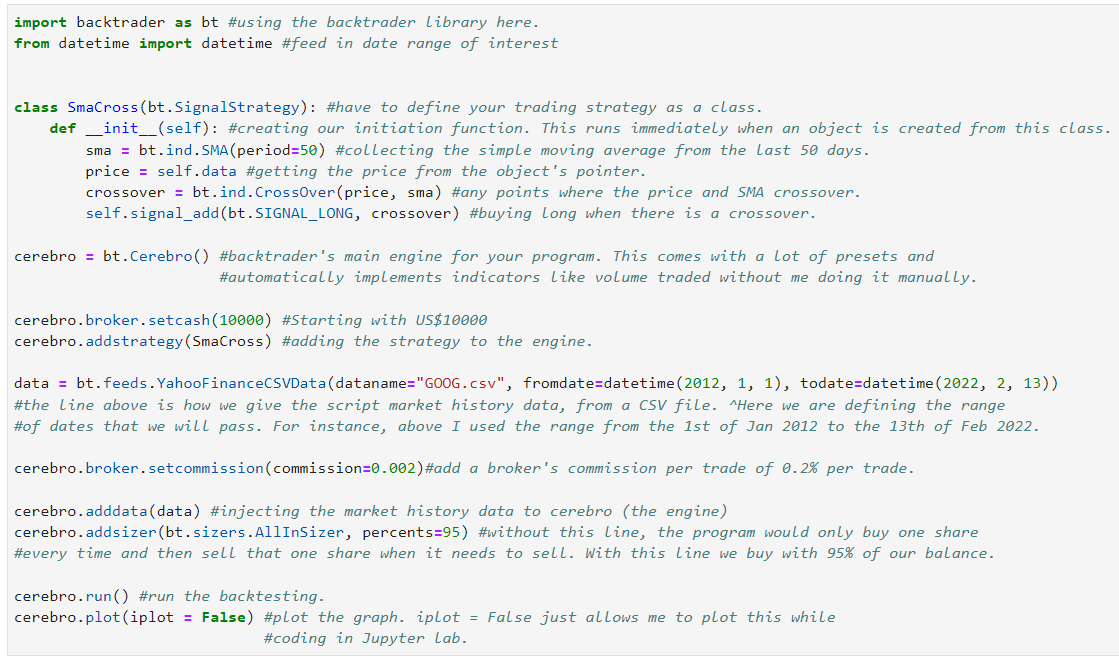 import backtrader as bt #using the backtrader library here.
from datetime import datetime #feed in date range of interest
class SmaCross(bt.SignalStrategy): #have to define your trading strategy as a class.
    def __init__(self): #creating our initiation function. This runs immediately when an object is created from this class.
        sma = bt.ind.SMA(period=50) #collecting the simple moving average from the last 50 days.
        price = self.data #getting the price from the object's pointer.
        crossover = bt.ind.CrossOver(price, sma) #any points where the price and SMA crossover.
        self.signal_add(bt.SIGNAL_LONG, crossover) #buying long when there is a crossover.
cerebro = bt.Cerebro() #backtrader's main engine for your program. This comes with a lot of presets and
                       #automatically implements indicators like volume traded without me doing it manually.
cerebro.broker.setcash(10000) #Starting with US$10000
cerebro.addstrategy(SmaCross) #adding the strategy to the engine.
data = bt.feeds.YahooFinanceCSVData(dataname="GOOG.csv", fromdate=datetime(2012, 1, 1), todate=datetime(2022, 2, 13))
#the line above is how we give the script market history data, from a CSV file. ^Here we are defining the range
#of dates that we will pass. For instance, above I used the range from the 1st of Jan 2012 to the 13th of Feb 2022.
cerebro.broker.setcommission(commission=0.002)#add a broker's commission per trade of 0.2% per trade.
cerebro.adddata(data) #injecting the market history data to cerebro (the engine)
cerebro.addsizer(bt.sizers.AllInSizer, percents=95) #without this line, the program would only buy one share
#every time and then sell that one share when it needs to sell. With this line we buy with 95% of our balance.
cerebro.run() #run the backtesting.
cerebro.plot(iplot = False) #plot the graph. iplot = False just allows me to plot this while
                            #coding in Jupyter lab.